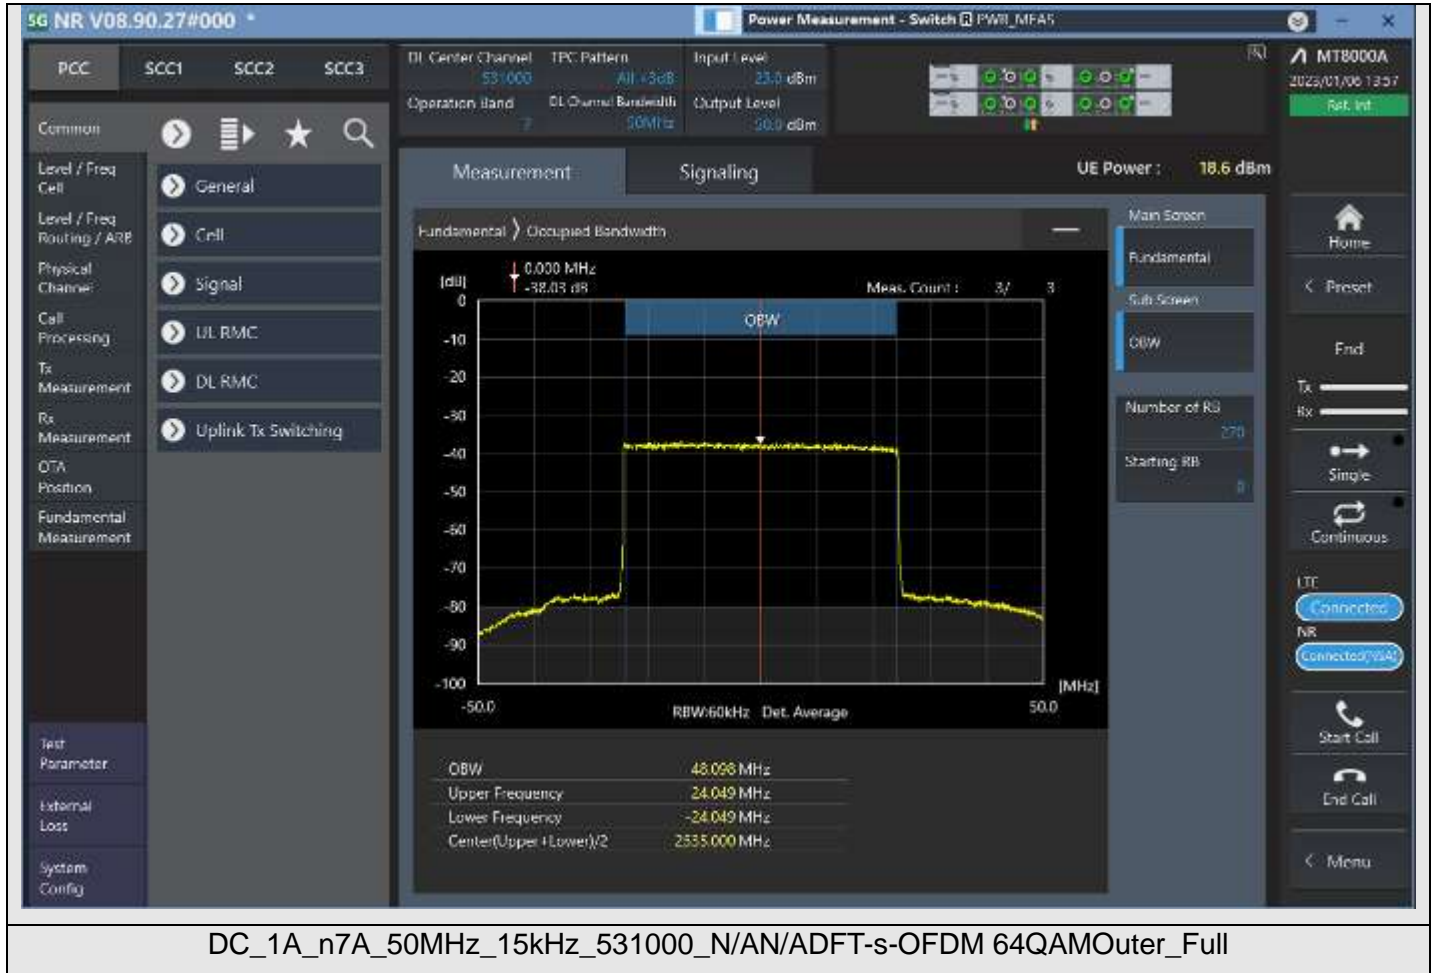 5G NR V08.90.27#000 *
Power Measurement - Switch PWR_MEAS
PCC SCC1 SCC2 SCC3
DL Center Channel TPC Pattern Input Level
531000 All +3dB 23.0 dBm
Operation Band DL Channel Bandwidth Output Level
7 50MHz 50.0 dBm
MT8000A
2023/01/06 13:57
Ref. Int
Common
Level / Freq
Cell
Level / Freq
Routing / ARB
Physical
Channel
Call
Processing
Tx
Measurement
Rx
Measurement
OTA
Position
Fundamental
Measurement
Test
Parameter
External
Loss
System
Config
General
Cell
Signal
UL RMC
DL RMC
Uplink Tx Switching
Measurement Signaling
UE Power : 18.6 dBm
Fundamental Occupied Bandwidth
0.000 MHz
-38.03 dB
[dB]
Meas. Count : 3/ 3
OBW
0
-10
-20
-30
-40
-50
-60
-70
-80
-90
-100
[MHz]
-50.0 RBW:60kHz Det. Average 50.0
OBW 48.098 MHz
Upper Frequency 24.049 MHz
Lower Frequency -24.049 MHz
Center(Upper+Lower)/2 2535.000 MHz
Main Screen
Fundamental
Sub Screen
OBW
Number of RB
270
Starting RB
0
Home
< Preset
End
Tx
Rx
Single
Continuous
LTE
Connected
NR
Connected(NSA)
Start Call
End Call
< Menu
DC_1A_n7A_50MHz_15kHz_531000_N/AN/ADFT-s-OFDM 64QAMOuter_Full